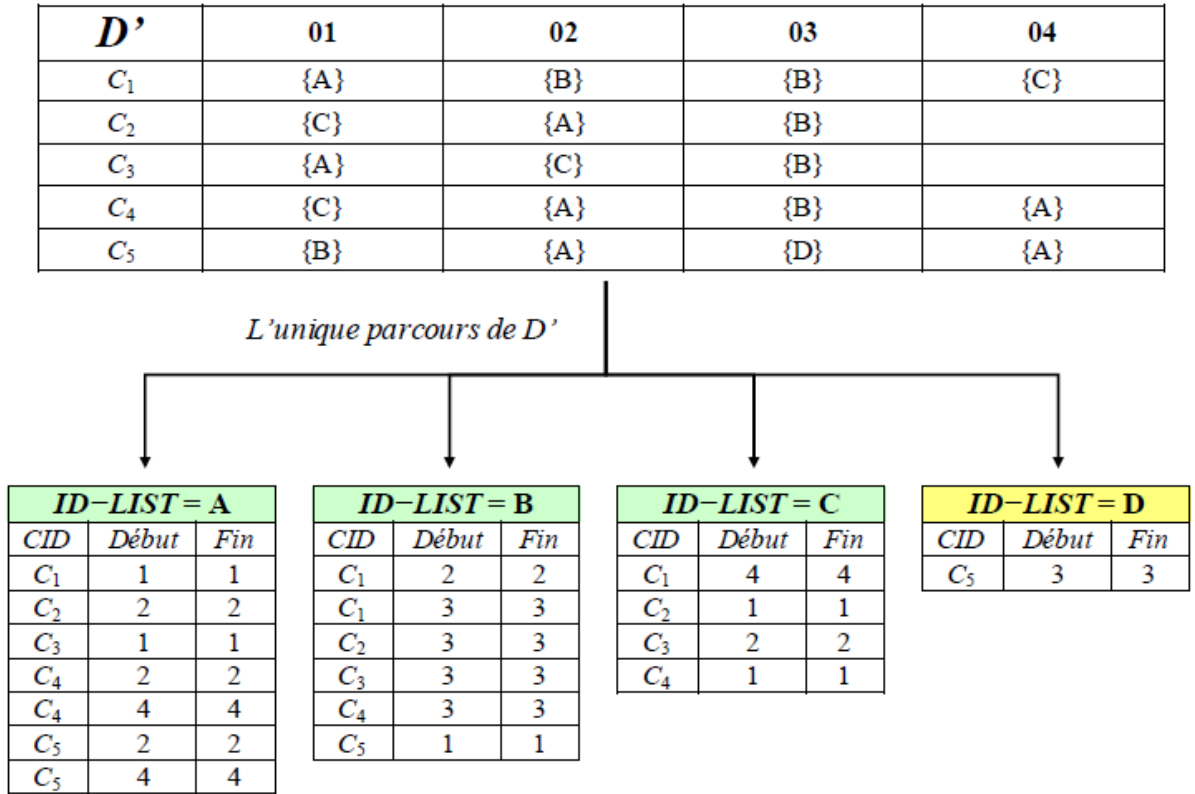 D’ 01 02 03 04
C1 {A} {B} {B} {C}
C2 {C} {A} {B}
C3 {A} {C} {B}
C4 {C} {A} {B} {A}
C5 {B} {A} {D} {A}
L’unique parcours de D’
ID−LIST = A
CID Début Fin
C1 1 1
C2 2 2
C3 1 1
C4 2 2
C4 4 4
C5 2 2
C5 4 4
ID−LIST = B
CID Début Fin
C1 2 2
C1 3 3
C2 3 3
C3 3 3
C4 3 3
C5 1 1
ID−LIST = C
CID Début Fin
C1 4 4
C2 1 1
C3 2 2
C4 1 1
ID−LIST = D
CID Début Fin
C5 3 3